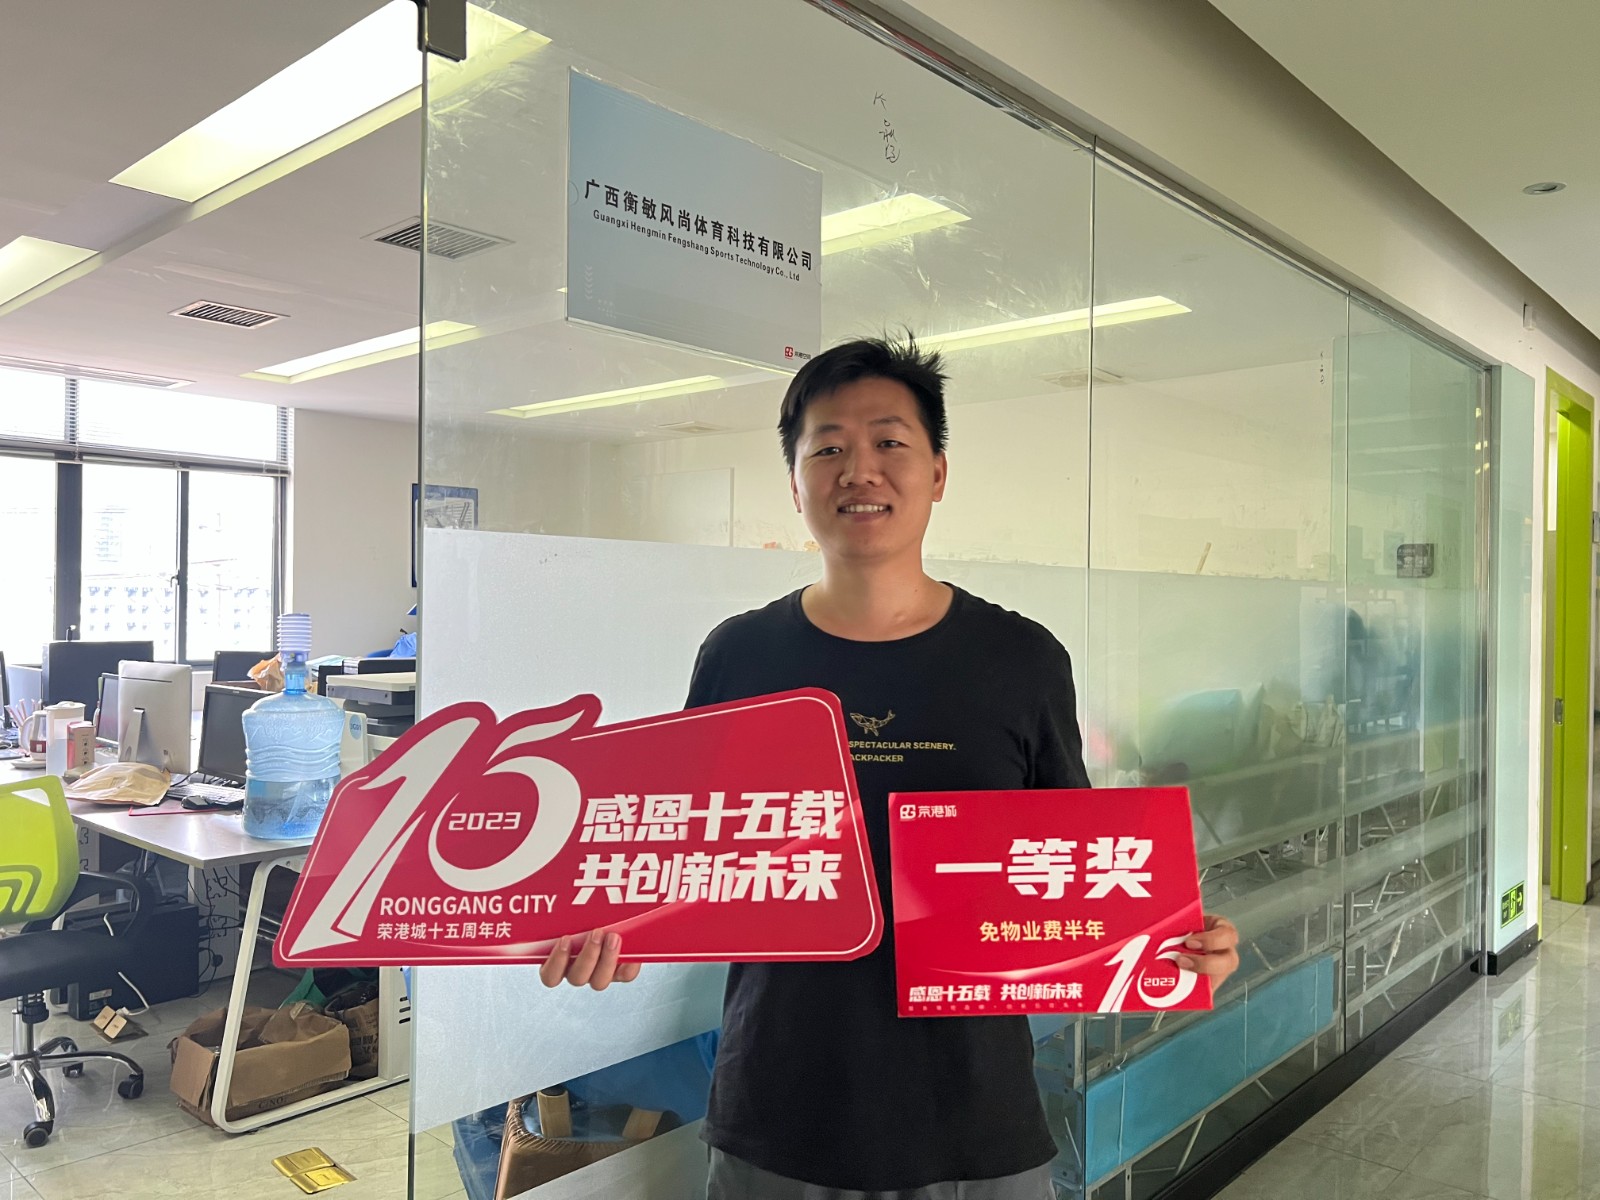 广西衡敏风尚体育科技有限公司
Guangxi Hengmin Fengshang Sports Technology Co., Ltd
SPECTACULAR SCENERY.
ACKPACKER
15
2023
感恩十五载
共创新未来
RONGGANG CITY
荣港城十五周年庆
荣港城
一等奖
免物业费半年
感恩十五载 共创新未来
15
2023